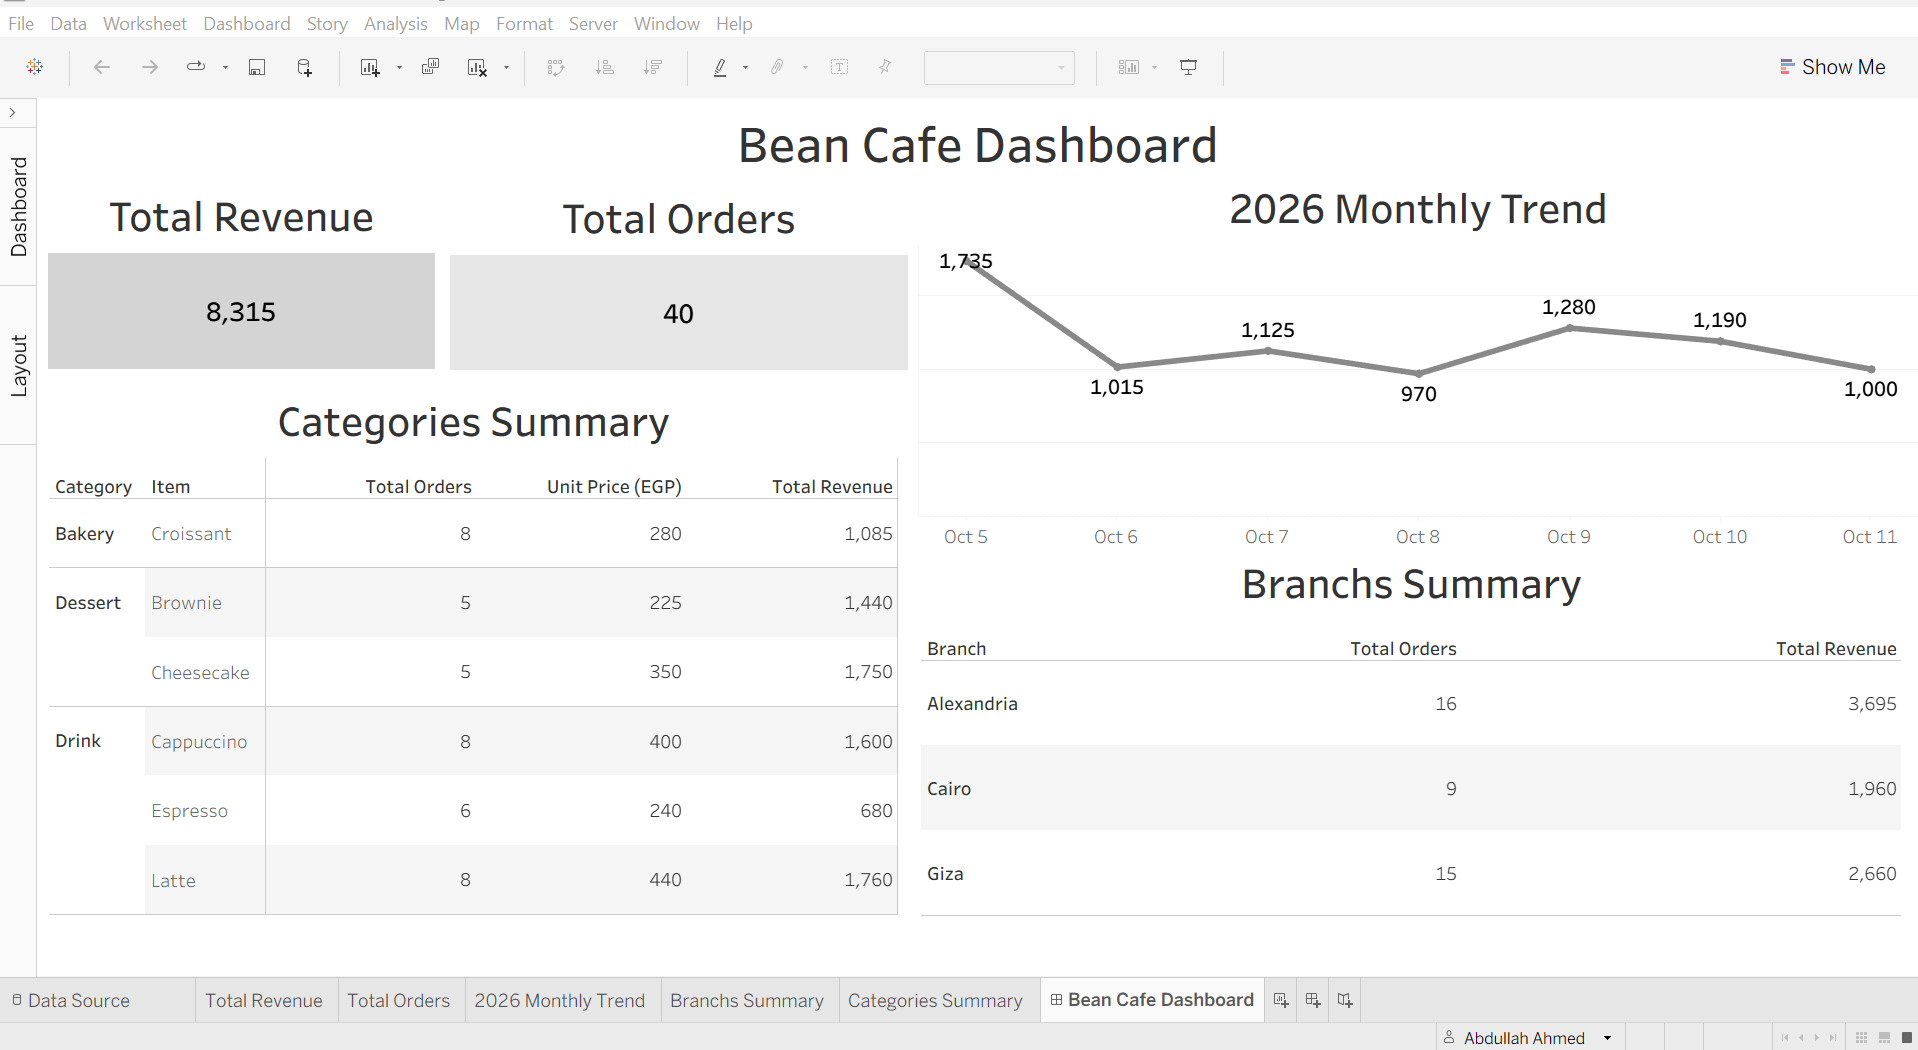 File Data Worksheet Dashboard Story Analysis Map Format Server Window Help
Show Me
Dashboard
Layout
Bean Cafe Dashboard
Total Revenue
8,315
Total Orders
40
2026 Monthly Trend
1,735
1,015
1,125
970
1,280
1,190
1,000
Oct 5 Oct 6 Oct 7 Oct 8 Oct 9 Oct 10 Oct 11
Categories Summary
Category Item Total Orders Unit Price (EGP) Total Revenue
Bakery Croissant 8 280 1,085
Dessert Brownie 5 225 1,440
Cheesecake 5 350 1,750
Drink Cappuccino 8 400 1,600
Espresso 6 240 680
Latte 8 440 1,760
Branchs Summary
Branch Total Orders Total Revenue
Alexandria 16 3,695
Cairo 9 1,960
Giza 15 2,660
Data Source Total Revenue Total Orders 2026 Monthly Trend Branchs Summary Categories Summary Bean Cafe Dashboard
Abdullah Ahmed